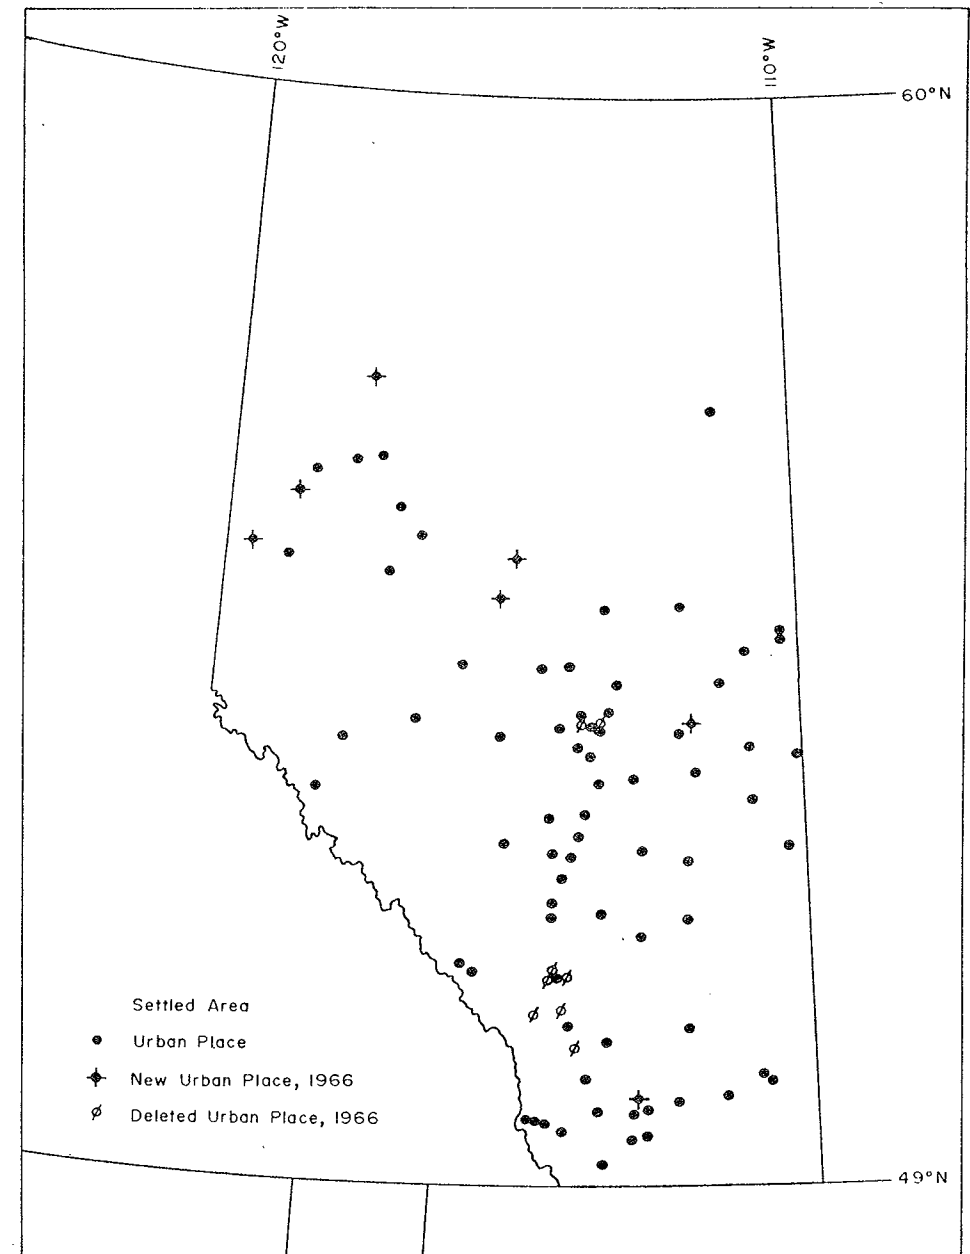 120°W
110°W
60°N
Settled Area
Urban Place
New Urban Place, 1966
Deleted Urban Place, 1966
49°N